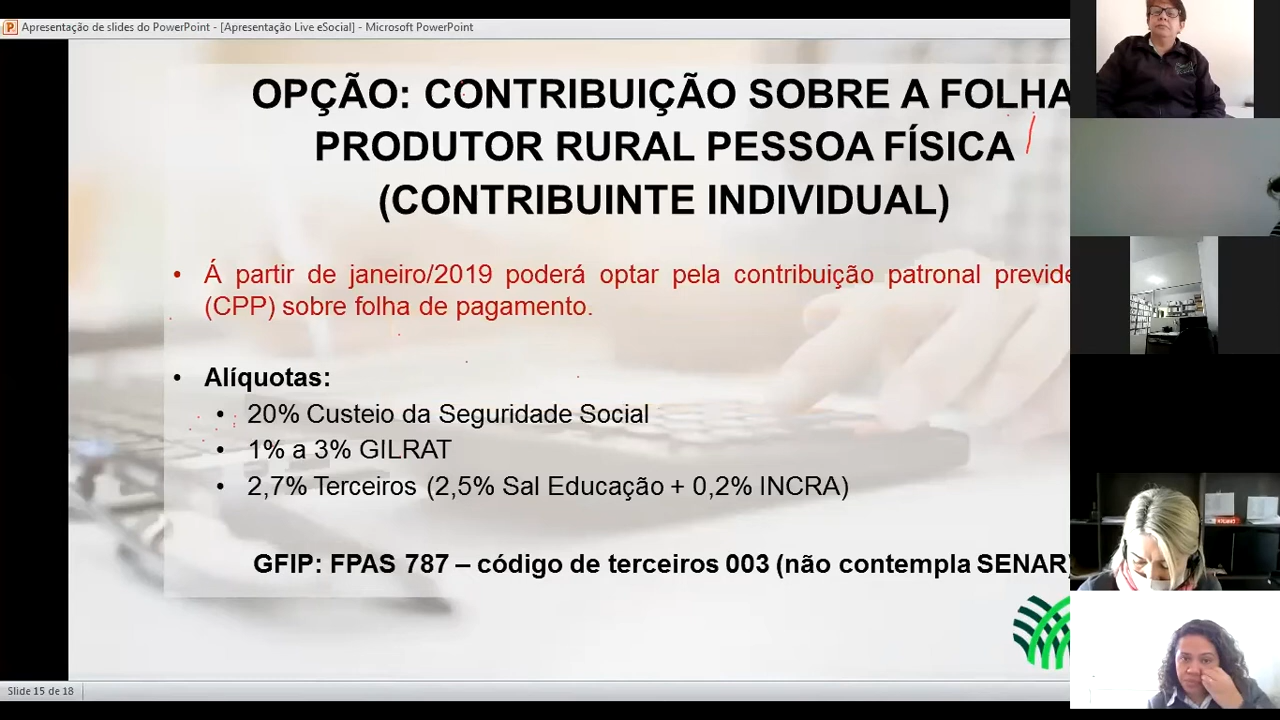 Apresentação de slides do PowerPoint - [Apresentação Live eSocial] - Microsoft PowerPoint
OPÇÃO: CONTRIBUIÇÃO SOBRE A FOLHA
PRODUTOR RURAL PESSOA FÍSICA
(CONTRIBUINTE INDIVIDUAL)
• Á partir de janeiro/2019 poderá optar pela contribuição patronal previde
(CPP) sobre folha de pagamento.
• Alíquotas:
• 20% Custeio da Seguridade Social
• 1% a 3% GILRAT
• 2,7% Terceiros (2,5% Sal Educação + 0,2% INCRA)
GFIP: FPAS 787 – código de terceiros 003 (não contempla SENAR)
Slide 15 de 18